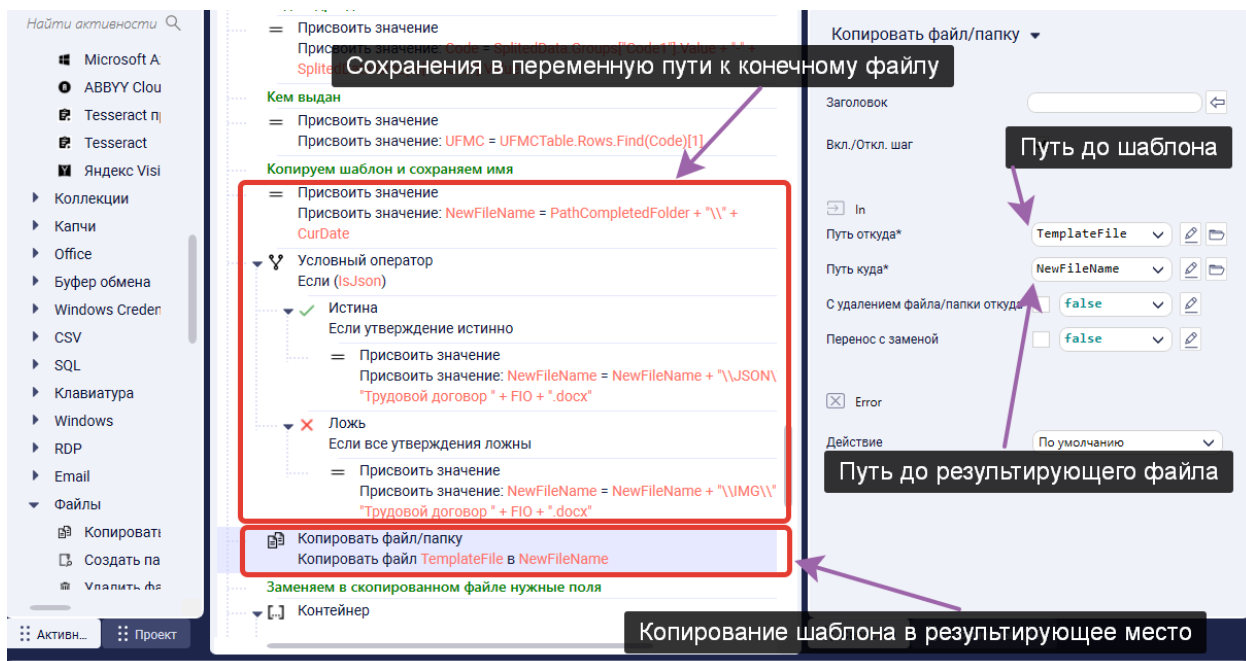 Найти активности
Microsoft A:
ABBYY Clou
Tesseract п
Tesseract
Яндекс Visi
Коллекции
Капчи
Office
Буфер обмена
Windows Creden
CSV
SQL
Клавиатура
Windows
RDP
Email
Файлы
Копировать
Создать па
Удалить фа
Активн...
Проект
Присвоить значение
Сохранения в переменную пути к конечному файлу
Кем выдан
Присвоить значение
Присвоить значение: UFMC = UFMCTable.Rows.Find(Code)[1]
Копируем шаблон и сохраняем имя
Присвоить значение
Присвоить значение: NewFileName = PathCompletedFolder + "\\" +
CurDate
Условный оператор
Если (IsJson)
Истина
Если утверждение истинно
Присвоить значение
Присвоить значение: NewFileName = NewFileName + "\\JSON\
"Трудовой договор " + FIO + ".docx"
Ложь
Если все утверждения ложны
Присвоить значение
Присвоить значение: NewFileName = NewFileName + "\\IMG\\"
"Трудовой договор " + FIO + ".docx"
Копировать файл/папку
Копировать файл TemplateFile в NewFileName
Заменяем в скопированном файле нужные поля
[..] Контейнер
Копировать файл/папку
Заголовок
Вкл./Откл. шаг
Путь до шаблона
In
Путь откуда* TemplateFile
Путь куда* NewFileName
С удалением файла/папки откуда false
Перенос с заменой false
Error
Действие По умолчанию
Путь до результирующего файла
Копирование шаблона в результирующее место